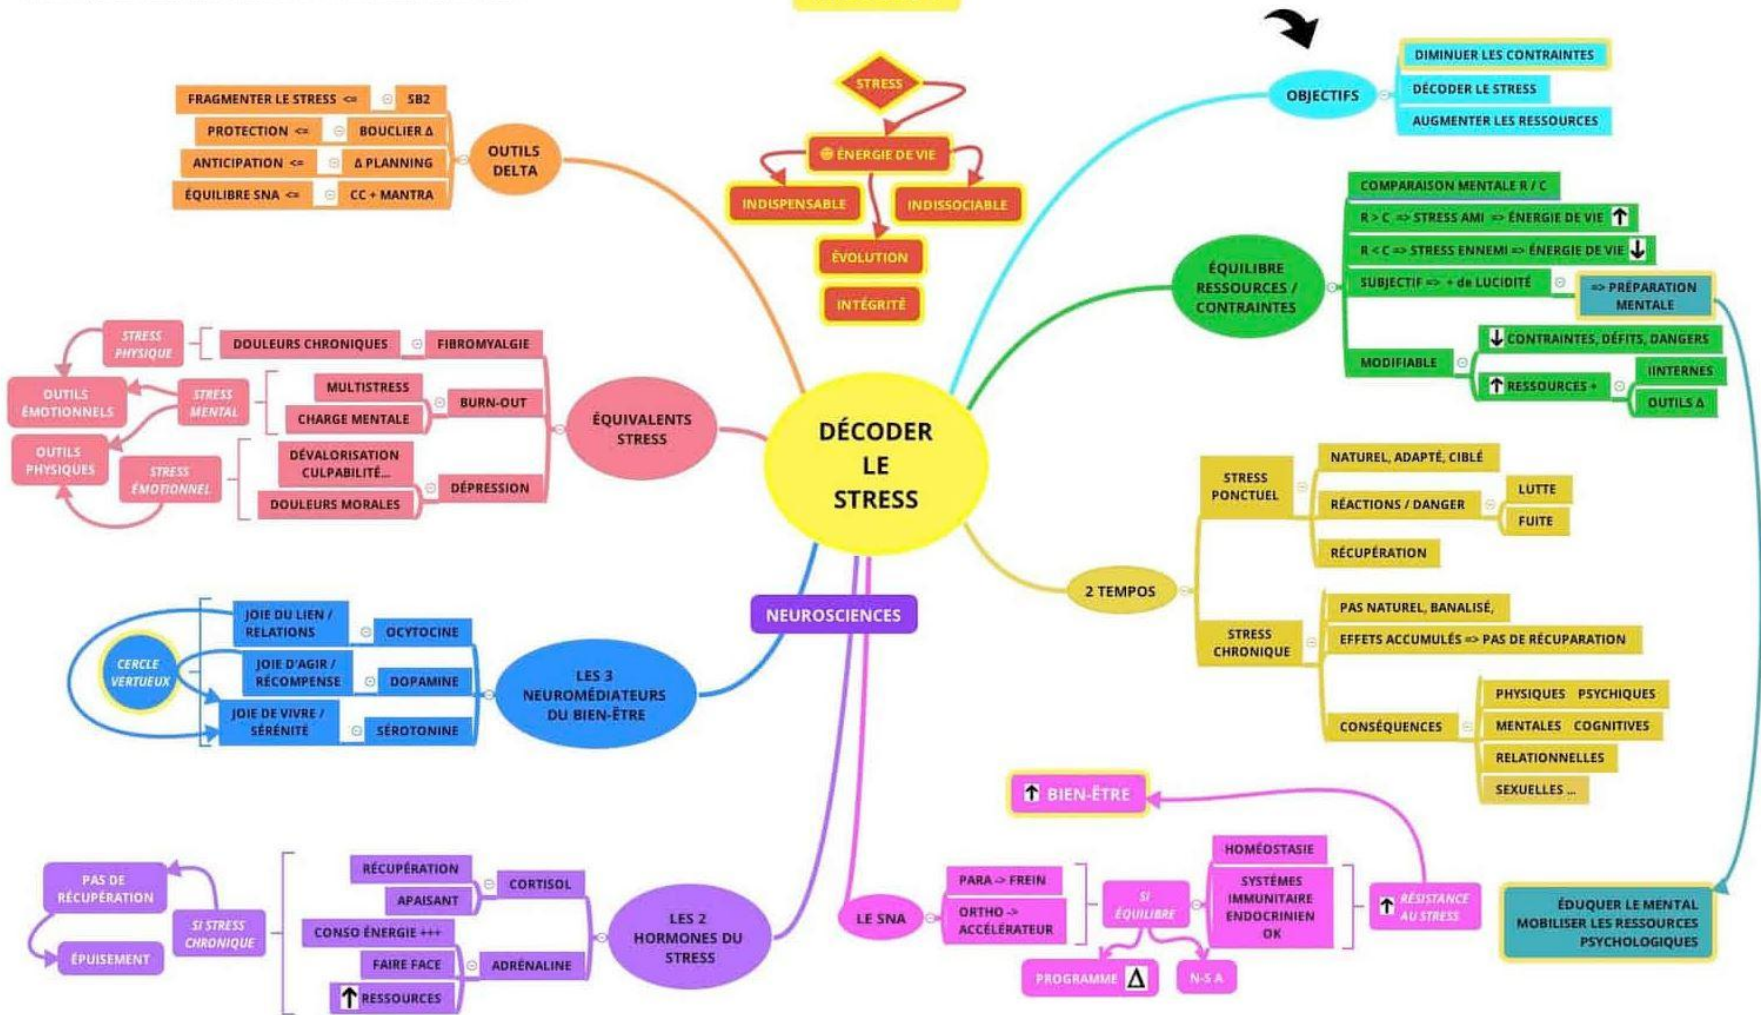 STRESS
ÉNERGIE DE VIE
INDISPENSABLE
INDISSOCIABLE
ÉVOLUTION
INTÉGRITÉ
DÉCODER
LE
STRESS
NEUROSCIENCES
OBJECTIFS
DIMINUER LES CONTRAINTES
DÉCODER LE STRESS
AUGMENTER LES RESSOURCES
ÉQUILIBRE
RESSOURCES /
CONTRAINTES
COMPARAISON MENTALE R / C
R > C => STRESS AMI => ÉNERGIE DE VIE ↑
R < C => STRESS ENNEMI => ÉNERGIE DE VIE ↓
SUBJECTIF => + de LUCIDITÉ
=> PRÉPARATION
MENTALE
MODIFIABLE
↓ CONTRAINTES, DÉFITS, DANGERS
↑ RESSOURCES +
IINTERNES
OUTILS Δ
2 TEMPOS
STRESS
PONCTUEL
NATUREL, ADAPTÉ, CIBLÉ
RÉACTIONS / DANGER
LUTTE
FUITE
RÉCUPÉRATION
STRESS
CHRONIQUE
PAS NATUREL, BANALISÉ,
EFFETS ACCUMULÉS => PAS DE RÉCUPARATION
CONSÉQUENCES
PHYSIQUES PSYCHIQUES
MENTALES COGNITIVES
RELATIONNELLES
SEXUELLES ...
ÉDUQUER LE MENTAL
MOBILISER LES RESSOURCES
PSYCHOLOGIQUES
LE SNA
PARA -> FREIN
ORTHO ->
ACCÉLÉRATEUR
SI
ÉQUILIBRE
PROGRAMME Δ
N-S A
HOMÉOSTASIE
SYSTÈMES
IMMUNITAIRE
ENDOCRINIEN
OK
↑ RÉSISTANCE
AU STRESS
↑ BIEN-ÊTRE
LES 2
HORMONES DU
STRESS
CORTISOL
RÉCUPÉRATION
APAISANT
ADRÉNALINE
CONSO ÉNERGIE +++
FAIRE FACE
↑ RESSOURCES
SI STRESS
CHRONIQUE
PAS DE
RÉCUPÉRATION
ÉPUISEMENT
LES 3
NEUROMÉDIATEURS
DU BIEN-ÊTRE
OCYTOCINE
JOIE DU LIEN /
RELATIONS
DOPAMINE
JOIE D'AGIR /
RÉCOMPENSE
SÉROTONINE
JOIE DE VIVRE /
SÉRÉNITÉ
CERCLE
VERTUEUX
ÉQUIVALENTS
STRESS
FIBROMYALGIE
DOULEURS CHRONIQUES
STRESS
PHYSIQUE
BURN-OUT
MULTISTRESS
CHARGE MENTALE
STRESS
MENTAL
DÉPRESSION
DÉVALORISATION
CULPABILITÉ...
DOULEURS MORALES
STRESS
ÉMOTIONNEL
OUTILS
ÉMOTIONNELS
OUTILS
PHYSIQUES
OUTILS
DELTA
FRAGMENTER LE STRESS <= SB2
PROTECTION <= BOUCLIER Δ
ANTICIPATION <= Δ PLANNING
ÉQUILIBRE SNA <= CC + MANTRA